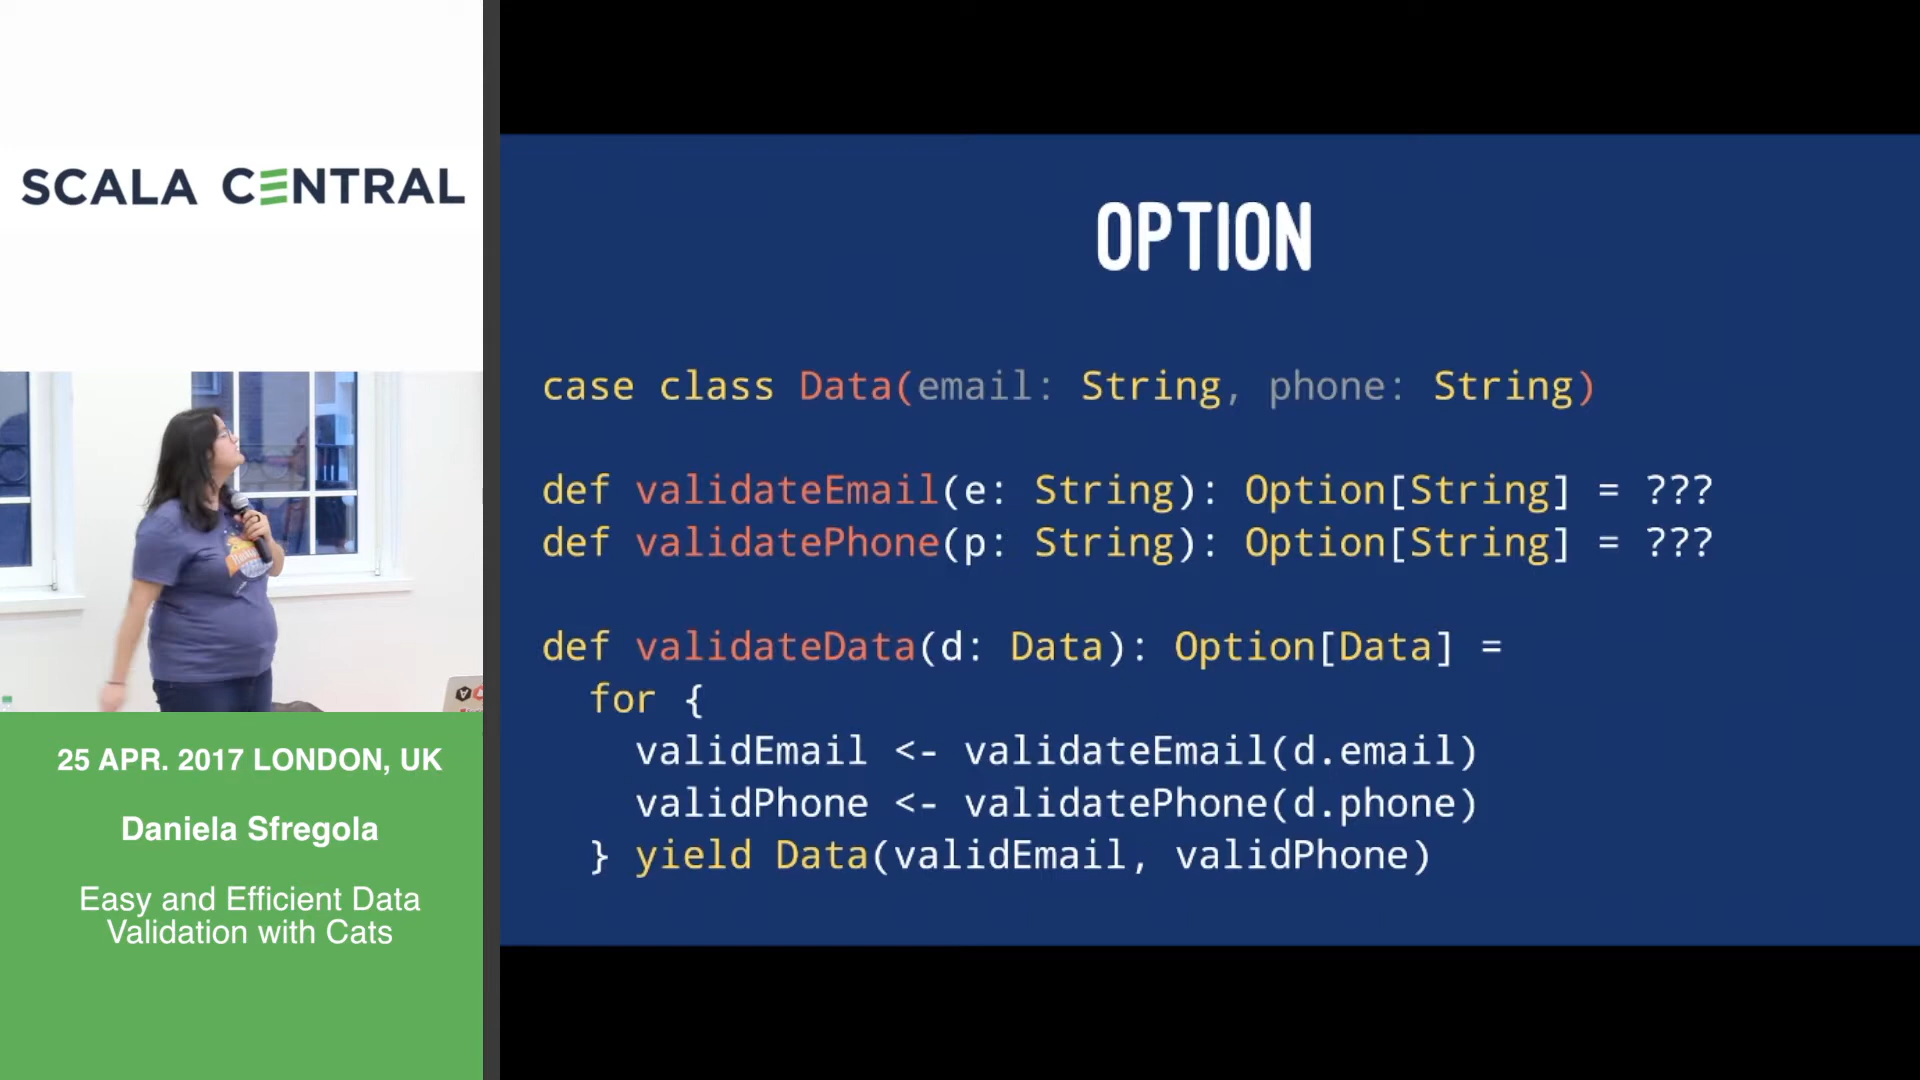 SCALA CENTRAL
25 APR. 2017 LONDON, UK
Daniela Sfregola
Easy and Efficient Data
Validation with Cats
OPTION
case class Data(email: String, phone: String)
def validateEmail(e: String): Option[String] = ???
def validatePhone(p: String): Option[String] = ???
def validateData(d: Data): Option[Data] =
for {
validEmail <- validateEmail(d.email)
validPhone <- validatePhone(d.phone)
} yield Data(validEmail, validPhone)